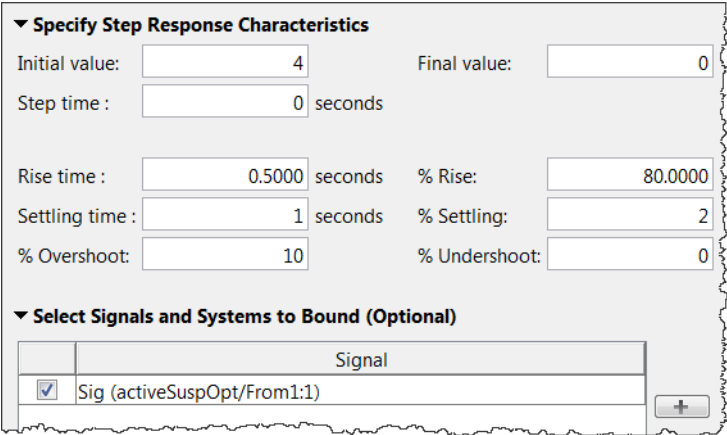 Specify Step Response Characteristics
Initial value: 4 Final value: 0
Step time : 0 seconds
Rise time : 0.5000 seconds % Rise: 80.0000
Settling time : 1 seconds % Settling: 2
% Overshoot: 10 % Undershoot: 0
Select Signals and Systems to Bound (Optional)
Signal
Sig (activeSuspOpt/From1:1)